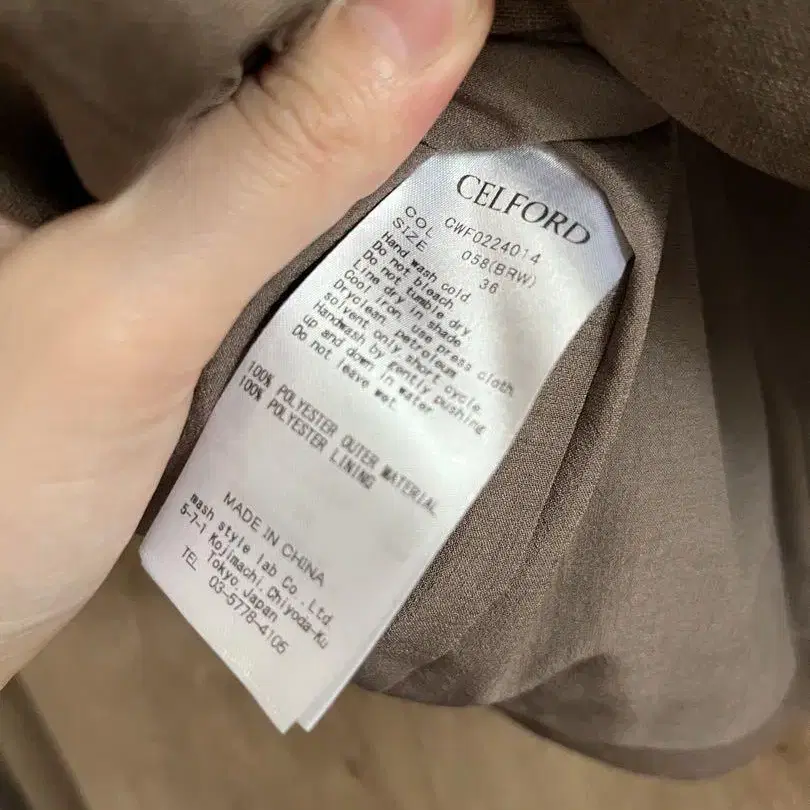 CELFORD
CWF0224014
COL 058(BRW)
SIZE 36
Hand wash cold.
Do not bleach.
Do not tumble dry.
Line dry in shade.
Cool iron, use press cloth.
Dryclean, petroleum
solvent only short cycle.
Handwash by gently pushing
up and down in water.
Do not leave wet.
100% POLYESTER OUTER MATERIAL
100% POLYESTER LINING
MADE IN CHINA
mash style lab Co., Ltd.
5-7-1 Kojimachi,Chiyoda-Ku
Tokyo,Japan
TEL 03-5778-4105